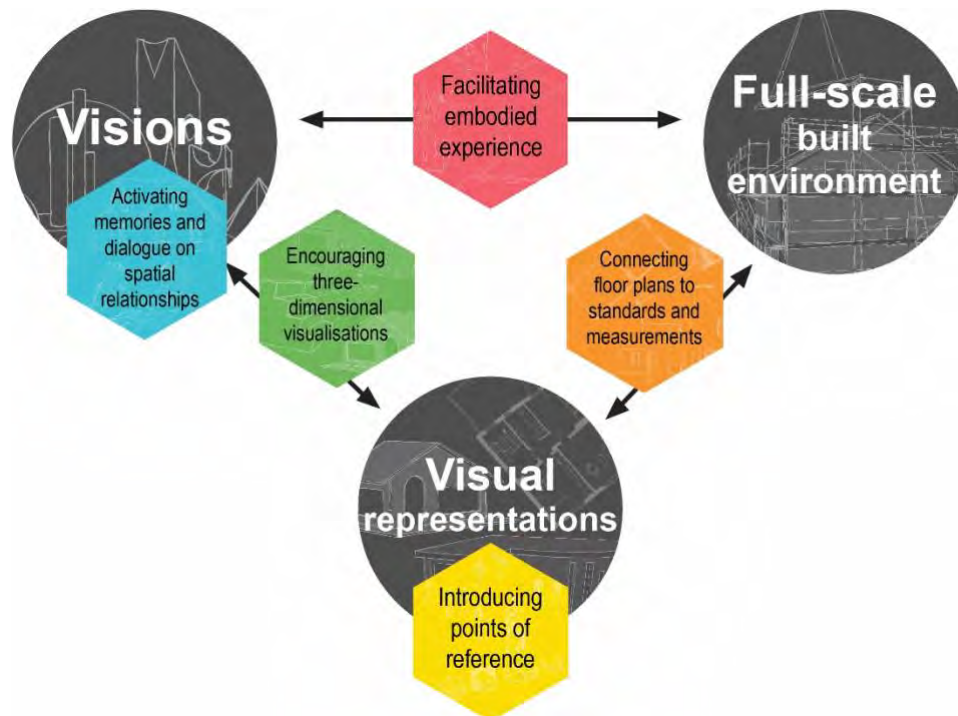 Visions
Activating
memories and
dialogue on
spatial
relationships
Facilitating
embodied
experience
Full-scale
built
environment
Encouraging
three-
dimensional
visualisations
Connecting
floor plans to
standards and
measurements
Visual
representations
Introducing
points of
reference